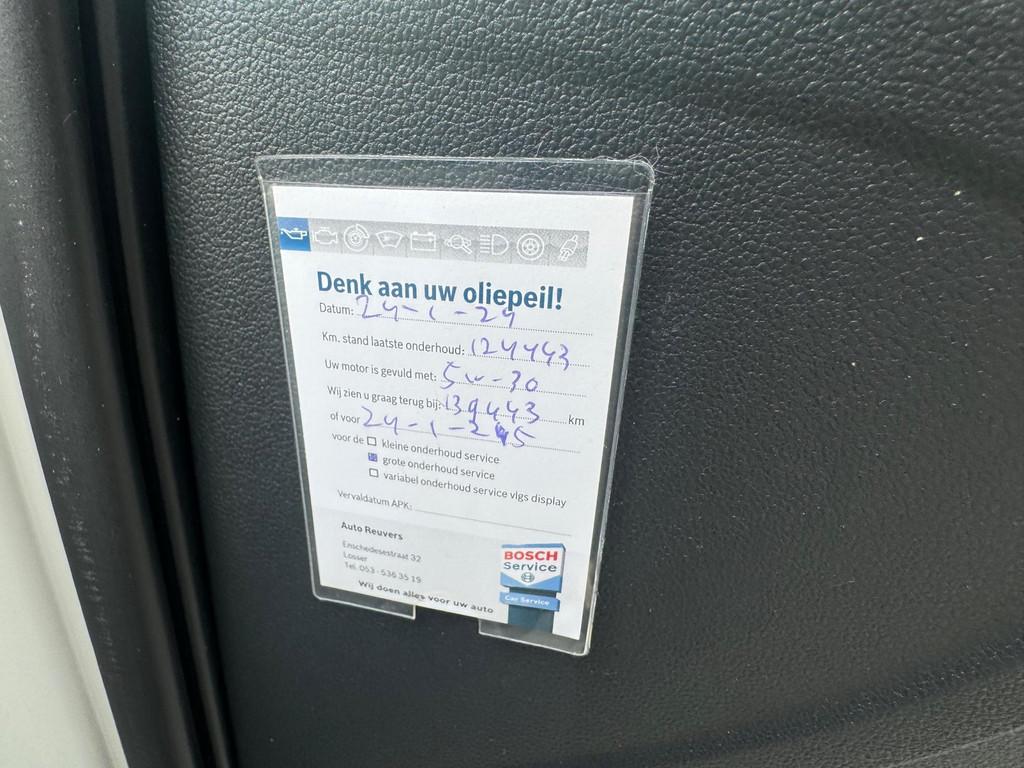 Denk aan uw oliepeil!
Datum: 24-1-24
Km. stand laatste onderhoud: 124443
Uw motor is gevuld met: 5w-30
Wij zien u graag terug bij: 139443 km
of voor 24-1-25
voor de kleine onderhoud service
grote onderhoud service
variabel onderhoud service vlgs display
Vervaldatum APK:
Auto Reuvers
Enschedesestraat 32
Losser
Tel. 053 - 536 35 19
Wij doen alles voor uw auto
BOSCH
Service
Car Service